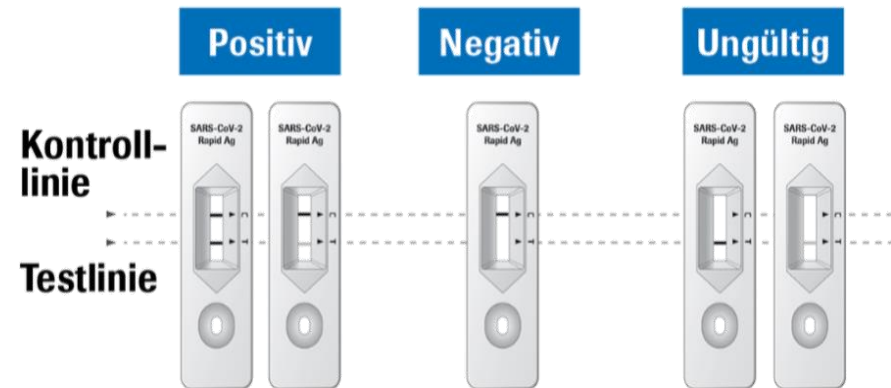 Positiv
Negativ
Ungültig
SARS-CoV-2
Rapid Ag
SARS-CoV-2
Rapid Ag
SARS-CoV-2
Rapid Ag
SARS-CoV-2
Rapid Ag
SARS-CoV-2
Rapid Ag
Kontroll-
linie
C
C
C
C
C
T
T
T
T
T
Testlinie